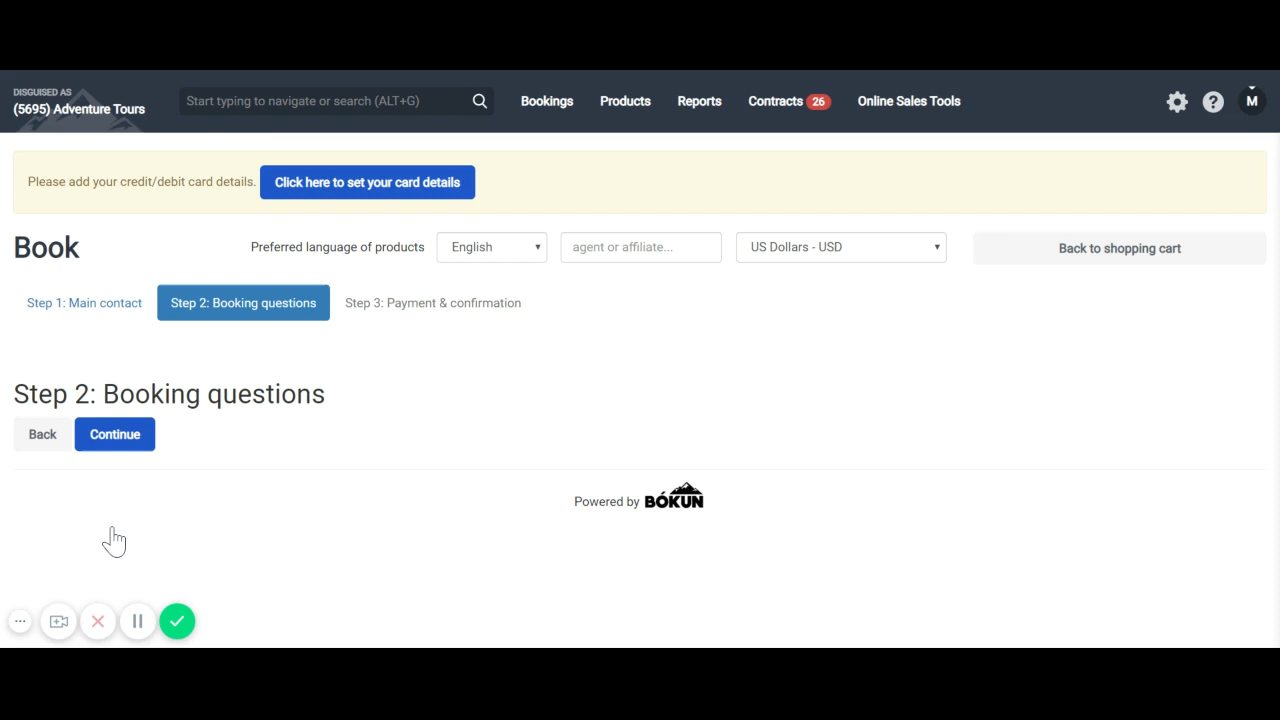 DISGUISED AS
(5695) Adventure Tours
Start typing to navigate or search (ALT+G)
Bookings
Products
Reports
Contracts 26
Online Sales Tools
?
M
Please add your credit/debit card details. Click here to set your card details
Book
Preferred language of products
English
agent or affiliate...
US Dollars - USD
Back to shopping cart
Step 1: Main contact
Step 2: Booking questions
Step 3: Payment & confirmation
Step 2: Booking questions
Back
Continue
Powered by BÓKUN